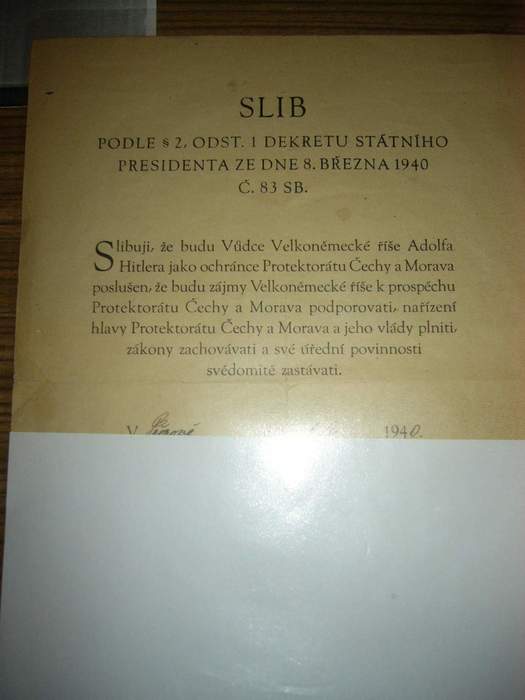 SLIB
PODLE § 2, ODST. 1 DEKRETU STÁTNÍHO
PRESIDENTA ZE DNE 8. BŘEZNA 1940
Č. 83 SB.
Slibuji, že budu Vůdce Velkoněmecké říše Adolfa
Hitlera jako ochránce Protektorátu Čechy a Morava
poslušen, že budu zájmy Velkoněmecké říše k prospěchu
Protektorátu Čechy a Morava podporovati, nařízení
hlavy Protektorátu Čechy a Morava a jeho vlády plniti,
zákony zachovávati a své úřední povinnosti
svědomitě zastávati.
V 1940.